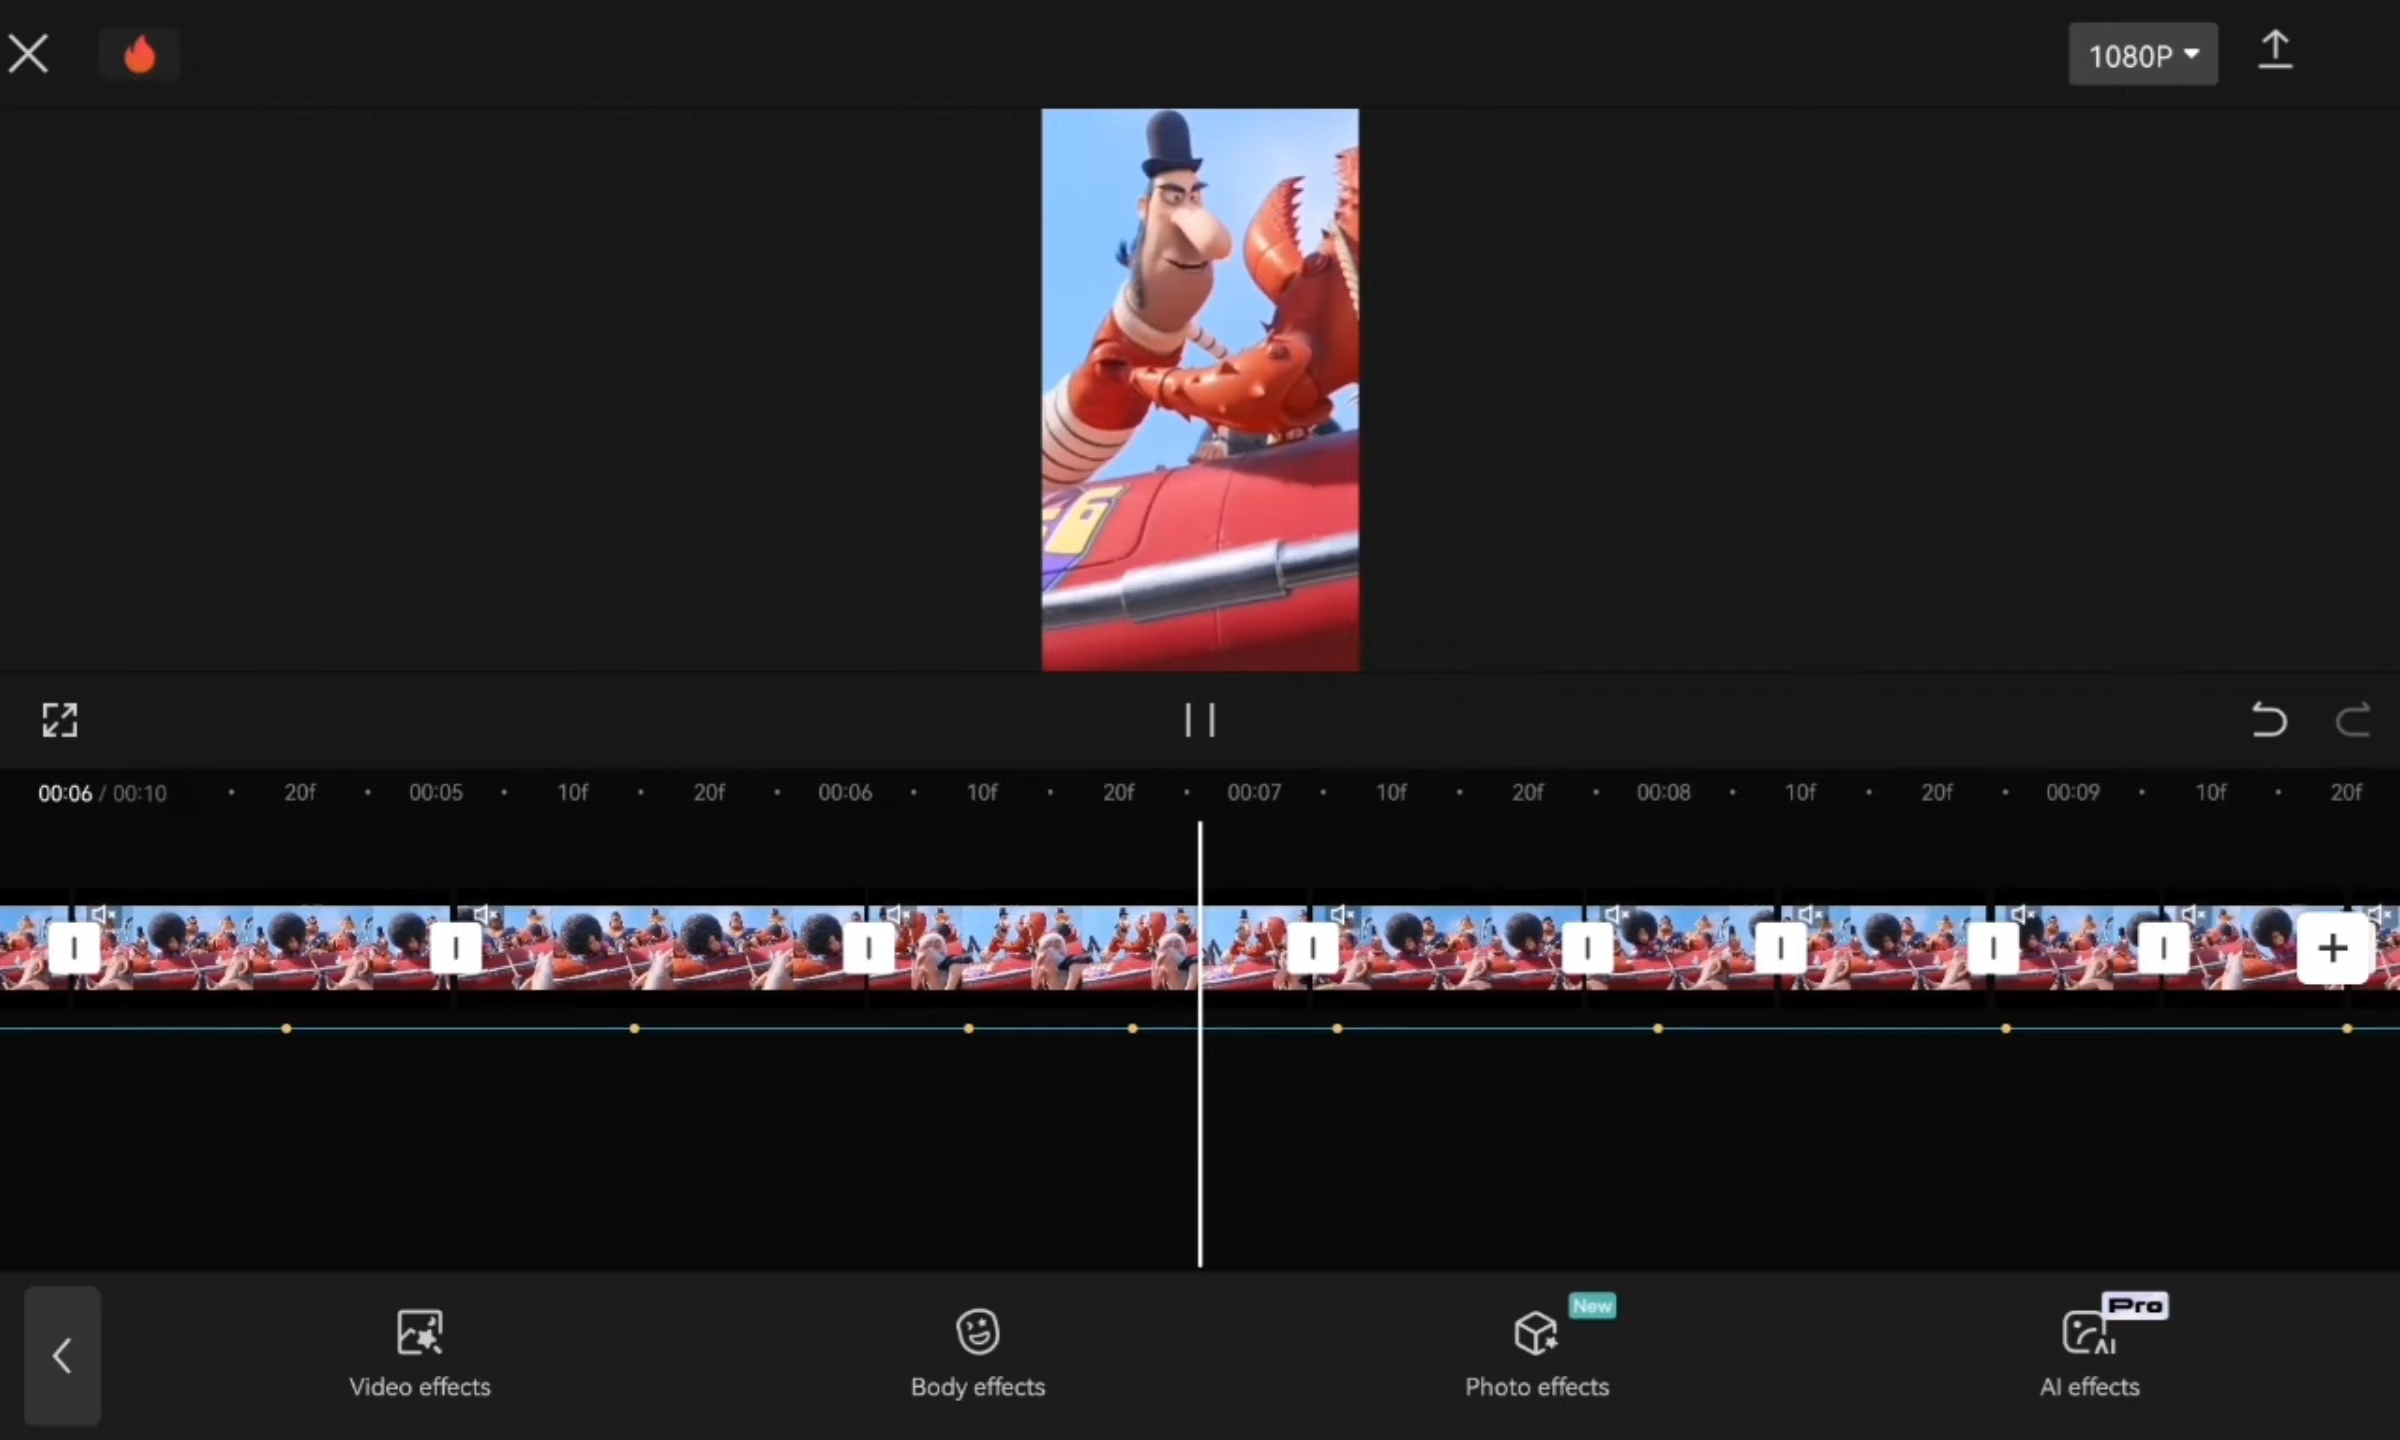 1080P
00:06 / 00:10 20f 00:05 10f 20f 00:06 10f 20f 00:07 10f 20f 00:08 10f 20f 00:09 10f 20f
New
Pro
AI
Video effects Body effects Photo effects AI effects